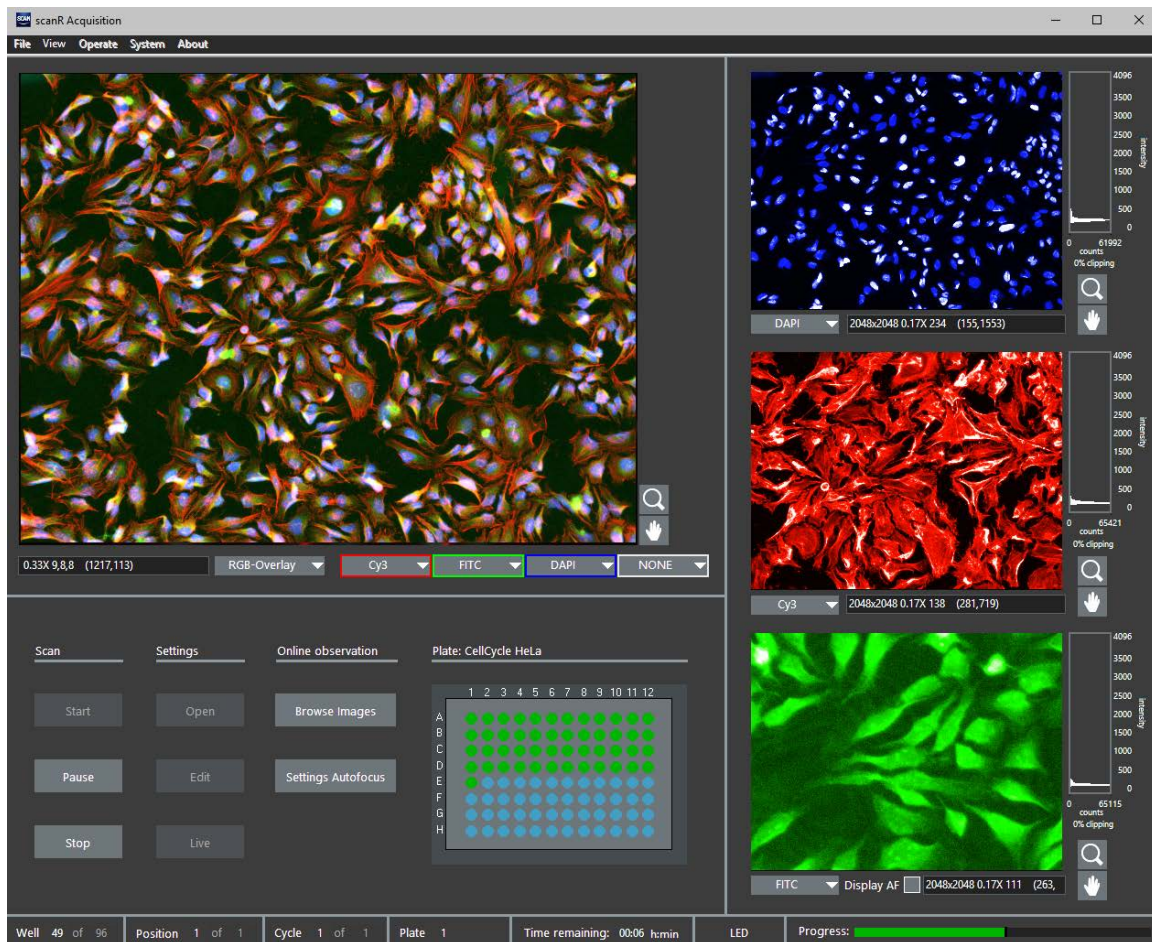 SCAN scanR Acquisition
File View Operate System About
0.33X 9,8,8 (1217,113)
RGB-Overlay
Cy3
FITC
DAPI
NONE
4096
3500
3000
2500
2000
1500
1000
500
0
intensity
0 61992
counts
0% clipping
DAPI
2048x2048 0.17X 234 (155,1553)
4096
3500
3000
2500
2000
1500
1000
500
0
intensity
0 65421
counts
0% clipping
Cy3
2048x2048 0.17X 138 (281,719)
4096
3500
3000
2500
2000
1500
1000
500
0
intensity
0 65115
counts
0% clipping
FITC
Display AF
2048x2048 0.17X 111 (263,
Scan
Start
Pause
Stop
Settings
Open
Edit
Live
Online observation
Browse Images
Settings Autofocus
Plate: CellCycle HeLa
1 2 3 4 5 6 7 8 9 10 11 12
A
B
C
D
E
F
G
H
Well 49 of 96
Position 1 of 1
Cycle 1 of 1
Plate 1
Time remaining: 00:06 h:min
LED
Progress: